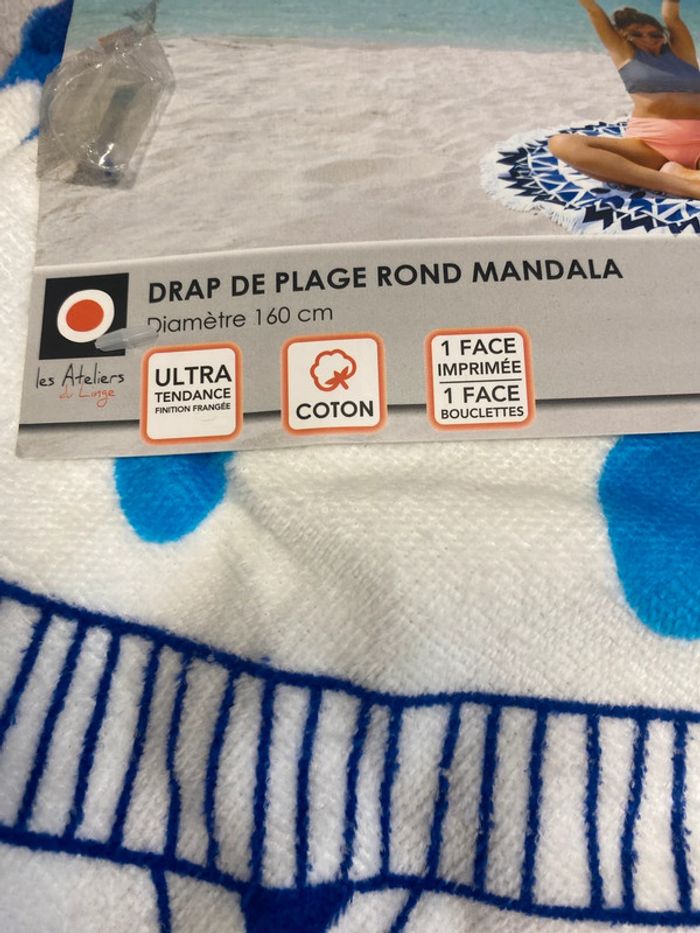 DRAP DE PLAGE ROND MANDALA
Diamètre 160 cm
les Ateliers
du Linge
ULTRA
TENDANCE
FINITION FRANGÉE
COTON
1 FACE
IMPRIMÉE
1 FACE
BOUCLETTES